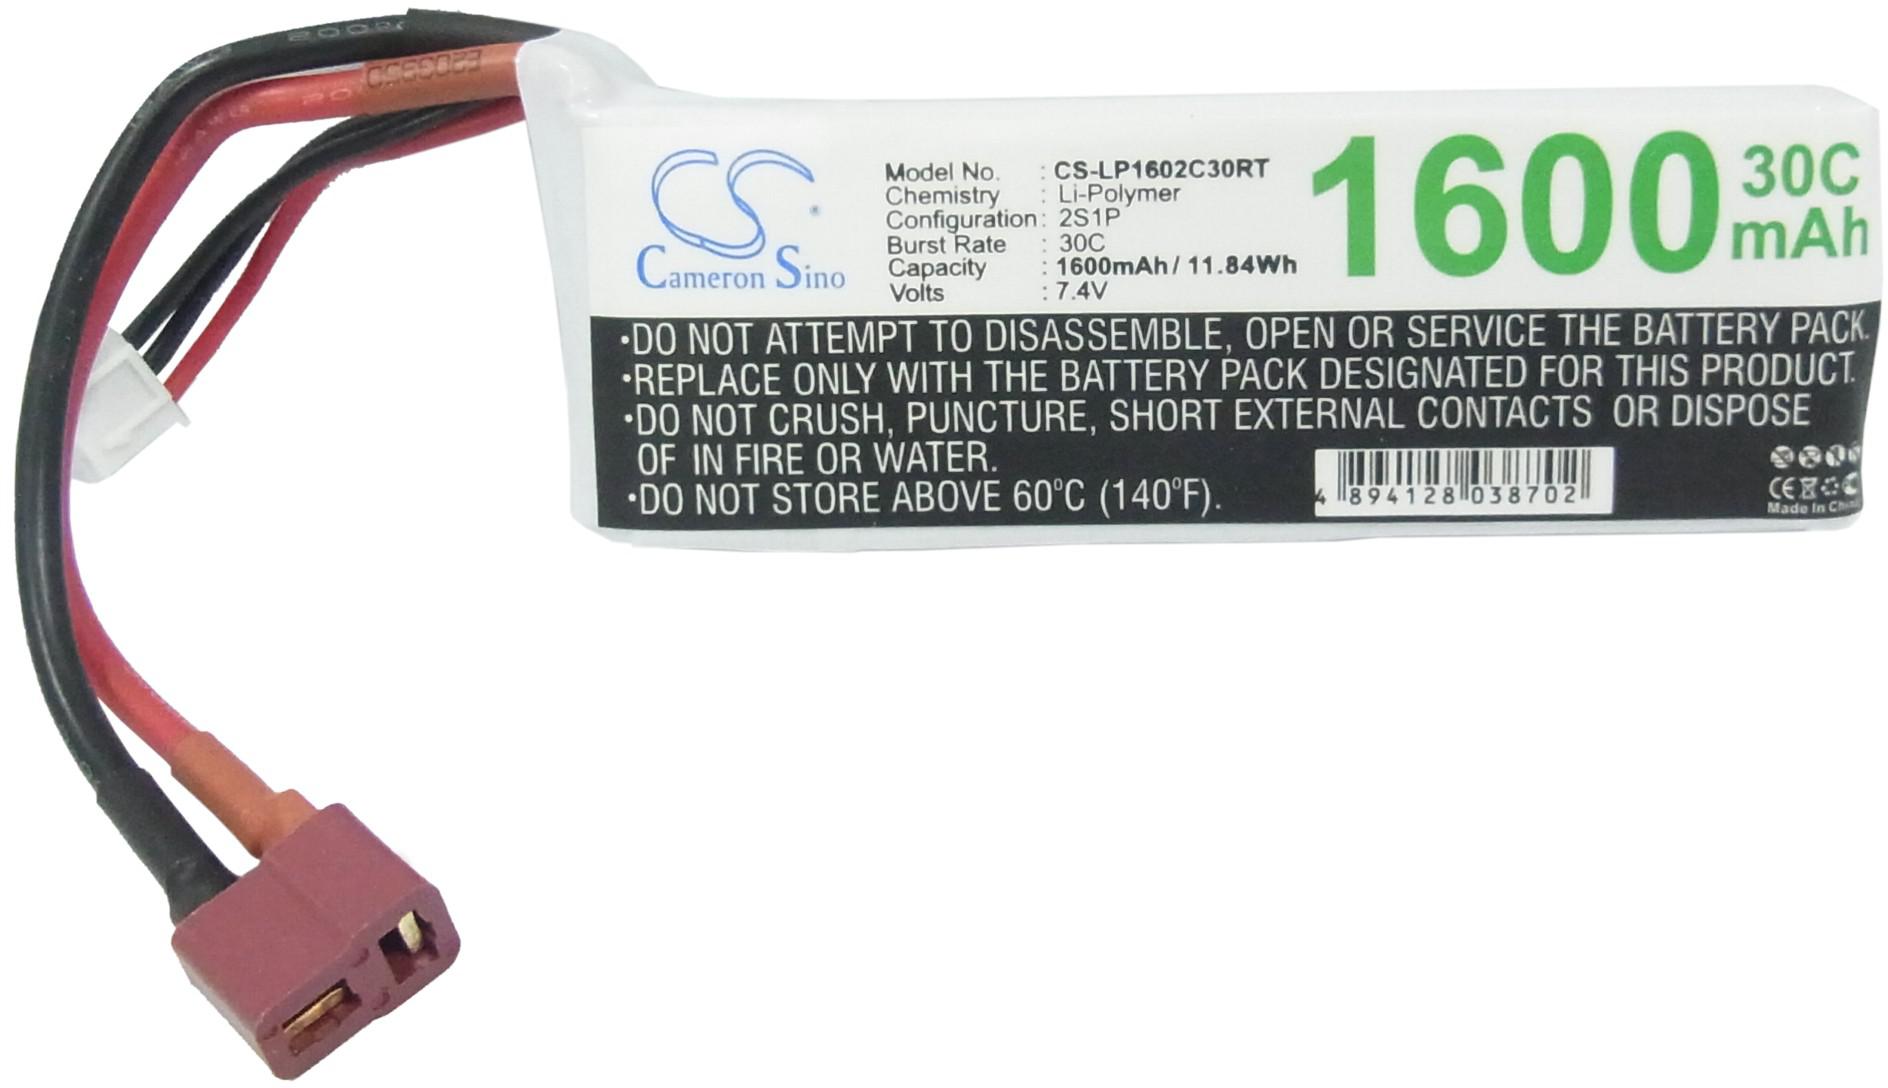 E203950
CS
Cameron Sino
Model No. : CS-LP1602C30RT
Chemistry : Li-Polymer
Configuration : 2S1P
Burst Rate : 30C
Capacity : 1600mAh / 11.84Wh
Volts : 7.4V
1600 30C
mAh
•DO NOT ATTEMPT TO DISASSEMBLE, OPEN OR SERVICE THE BATTERY PACK.
•REPLACE ONLY WITH THE BATTERY PACK DESIGNATED FOR THIS PRODUCT.
•DO NOT CRUSH, PUNCTURE, SHORT EXTERNAL CONTACTS OR DISPOSE
OF IN FIRE OR WATER.
•DO NOT STORE ABOVE 60°C (140°F).
4 894128 038702
CE
Made In China